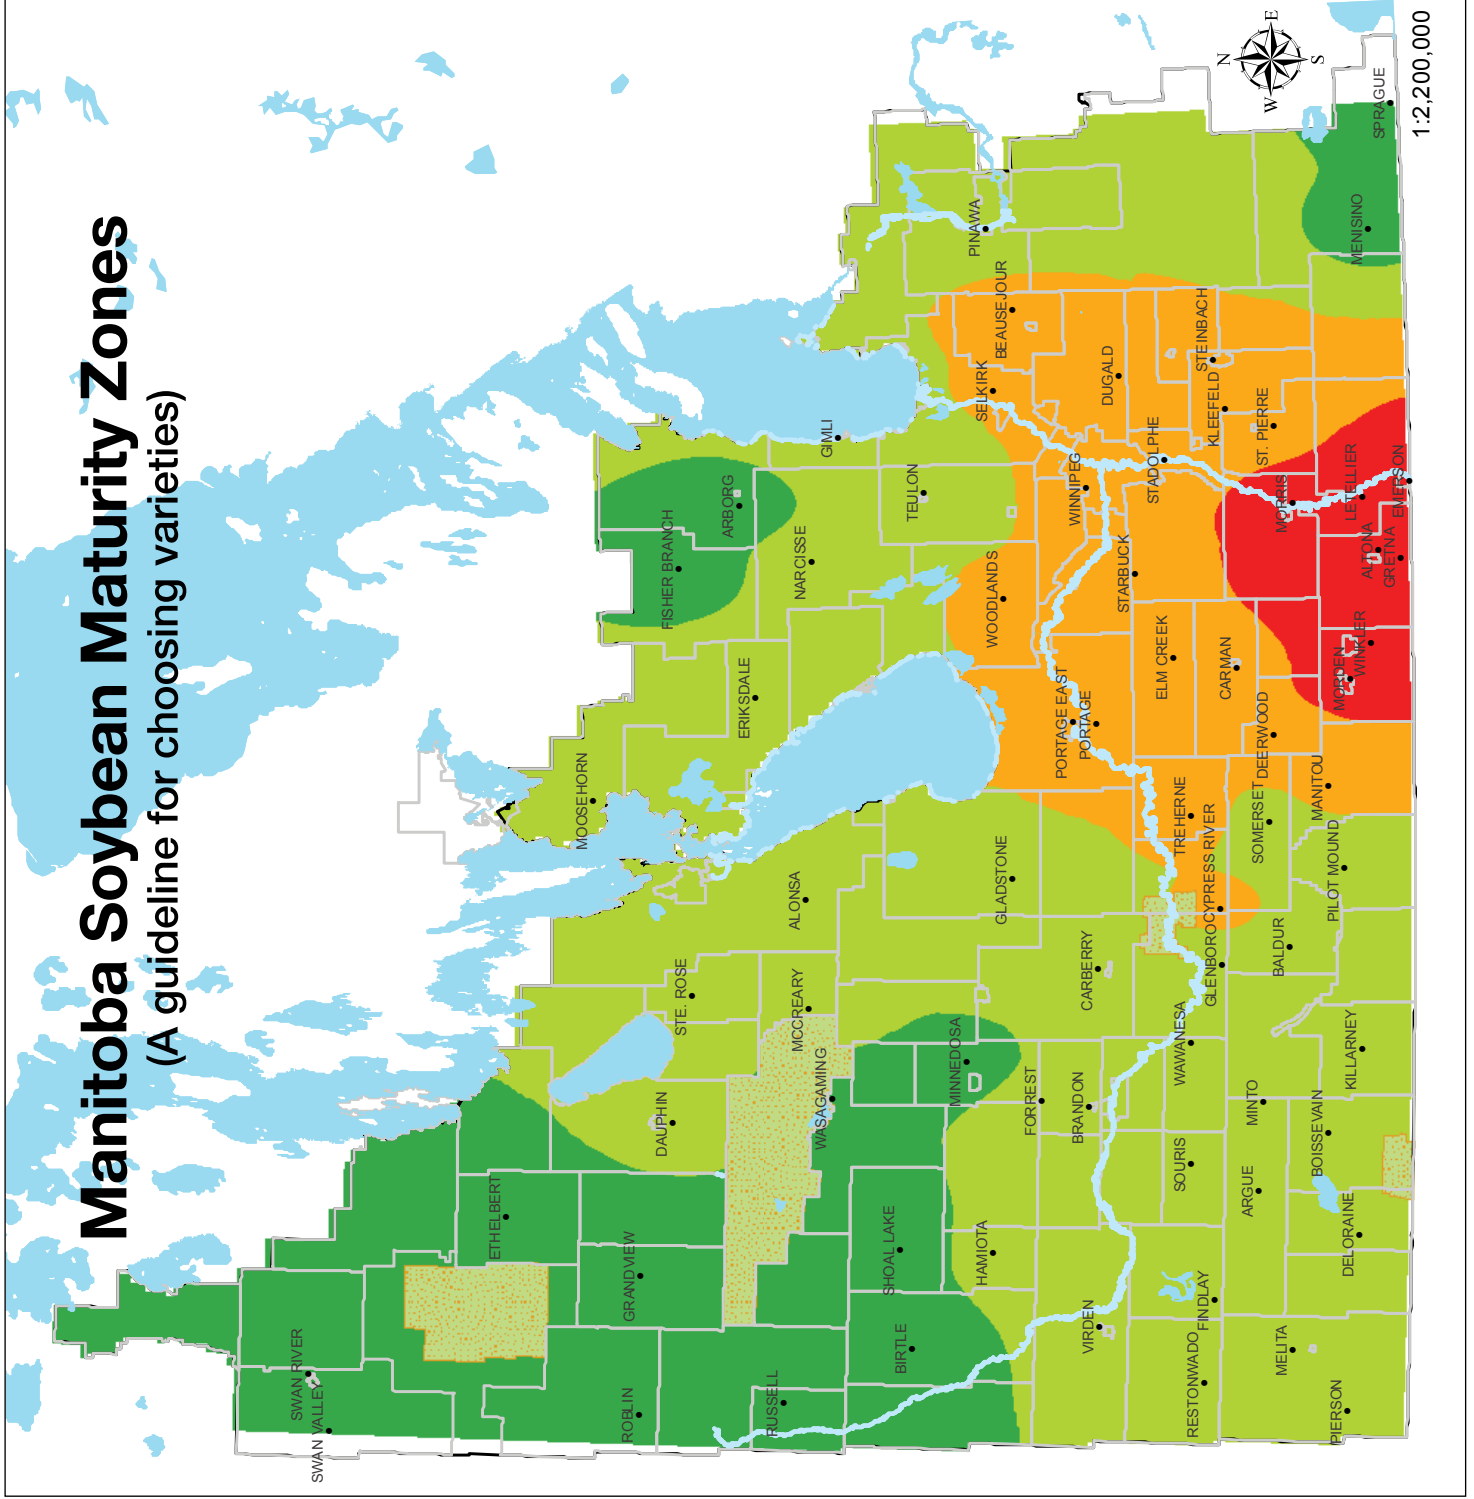 Manitoba Soybean Maturity Zones
(A guideline for choosing varieties)
N
W
E
S
SWAN RIVER
SWAN VALLEY
ETHELBERT
GRANDVIEW
ROBLIN
RUSSELL
DAUPHIN
STE. ROSE
MOOSEHORN
ERIKSDALE
FISHER BRANCH
ARBORG
NARCISSE
GIMLI
TEULON
ALONSA
MCCREARY
WASAGAMING
SHOAL LAKE
BIRTLE
MINNEDOSA
HAMIOTA
GLADSTONE
WOODLANDS
SELKIRK
BEAUSEJOUR
PINAWA
FORREST
BRANDON
VIRDEN
CARBERRY
PORTAGE EAST
PORTAGE
WINNIPEG
DUGALD
STARBUCK
STADOLPHE
ELM CREEK
TREHERNE
CYPRESS RIVER
GLENBORO
WAWANESA
SOURIS
FINDLAY
RESTONWADO
CARMAN
KLEEFELD
STEINBACH
ST. PIERRE
DEERWOOD
SOMERSET
BALDUR
MINTO
ARGUE
MELITA
MORRIS
MANITOU
PILOT MOUND
KILLARNEY
BOISSEVAIN
DELORAINE
PIERSON
MORDEN
WINKLER
ALTONA
GRETNA
LETELLIER
EMERSON
MENISINO
SPRAGUE
1:2,200,000